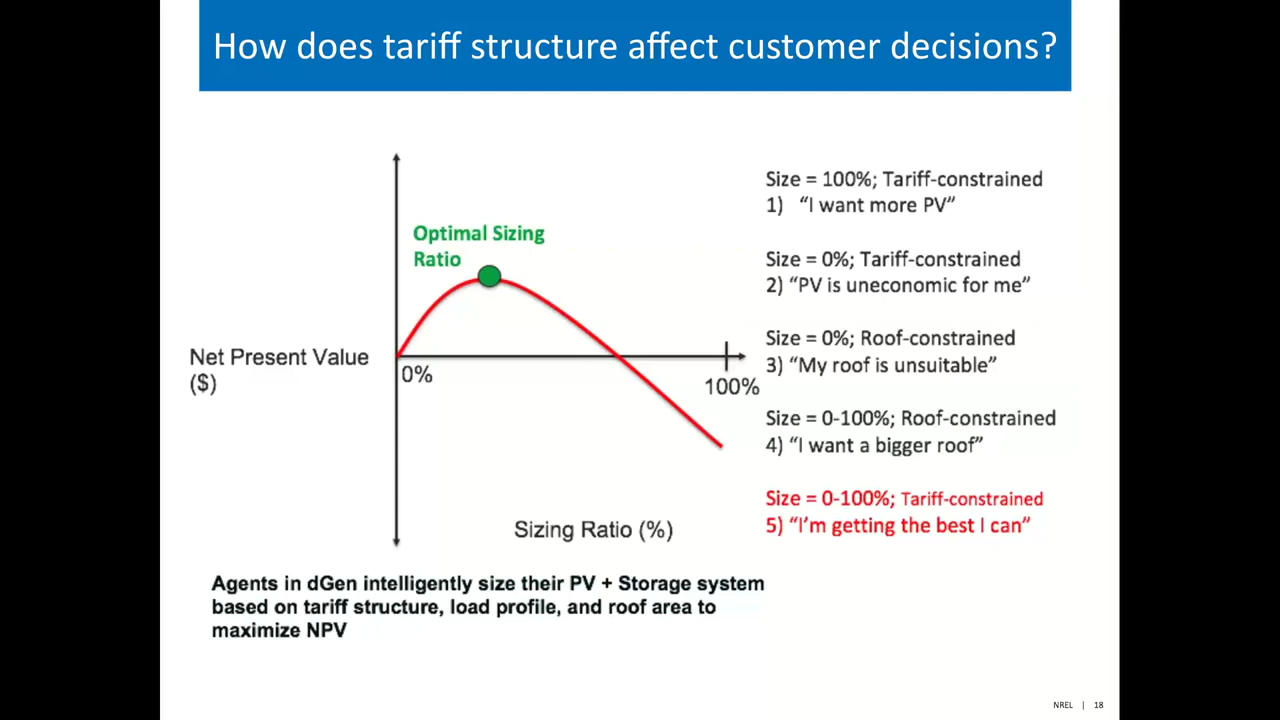 How does tariff structure affect customer decisions?
Optimal Sizing
Ratio
Net Present Value
($)
0%
100%
Sizing Ratio (%)
Size = 100%; Tariff-constrained
1) “I want more PV”
Size = 0%; Tariff-constrained
2) “PV is uneconomic for me”
Size = 0%; Roof-constrained
3) “My roof is unsuitable”
Size = 0-100%; Roof-constrained
4) “I want a bigger roof”
Size = 0-100%; Tariff-constrained
5) “I’m getting the best I can”
Agents in dGen intelligently size their PV + Storage system
based on tariff structure, load profile, and roof area to
maximize NPV
NREL | 18